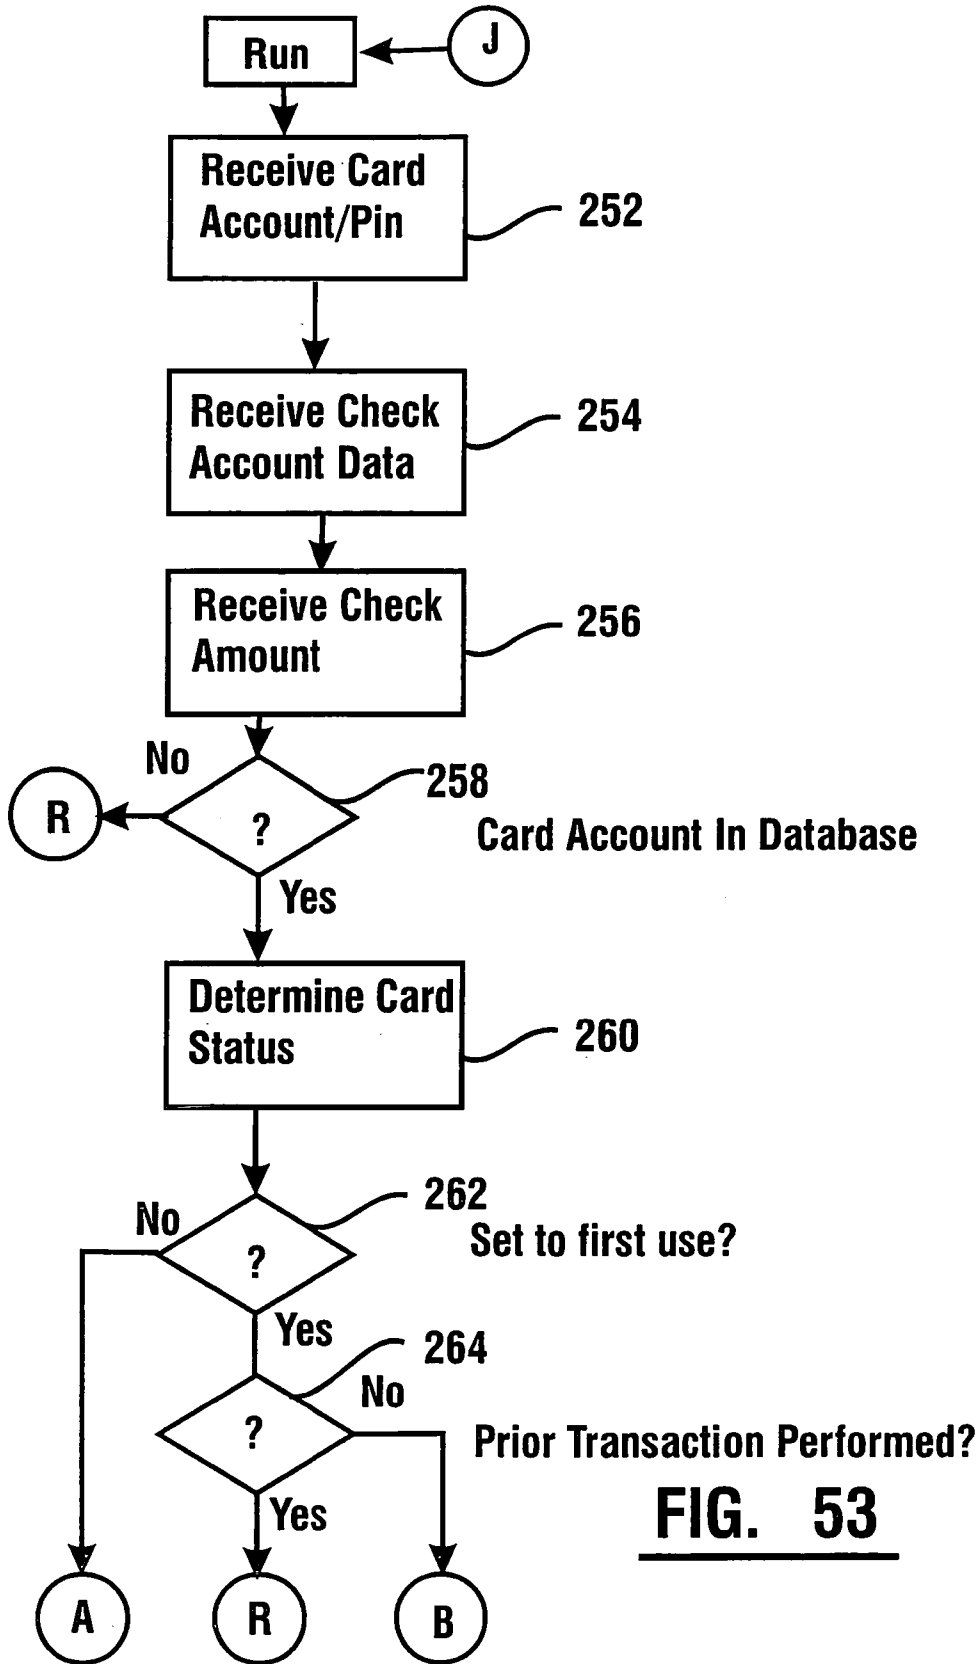 Run
J
Receive Card
Account/Pin
252
Receive Check
Account Data
254
Receive Check
Amount
256
No
258
R
?
Card Account In Database
Yes
Determine Card
Status
260
No
262
?
Set to first use?
Yes
264
No
?
Prior Transaction Performed?
Yes
FIG. 53
A
R
B